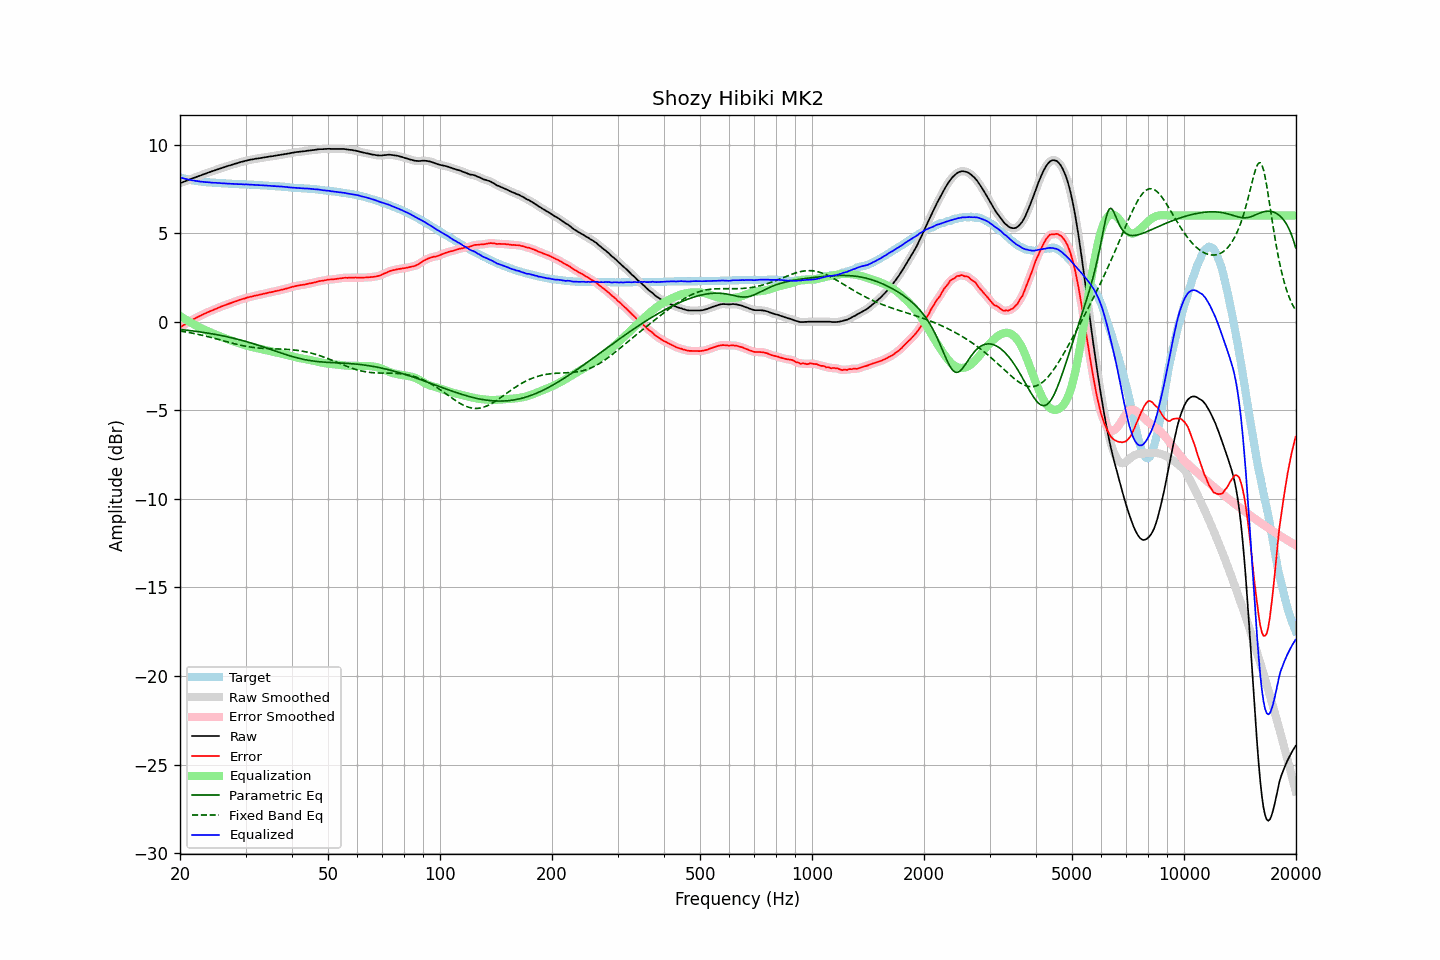 Shozy Hibiki MK2
Amplitude (dBr)
10
5
0
−5
−10
−15
−20
−25
−30
Target
Raw Smoothed
Error Smoothed
Raw
Error
Equalization
Parametric Eq
Fixed Band Eq
Equalized
20
50
100
200
500
1000
2000
5000
10000
20000
Frequency (Hz)